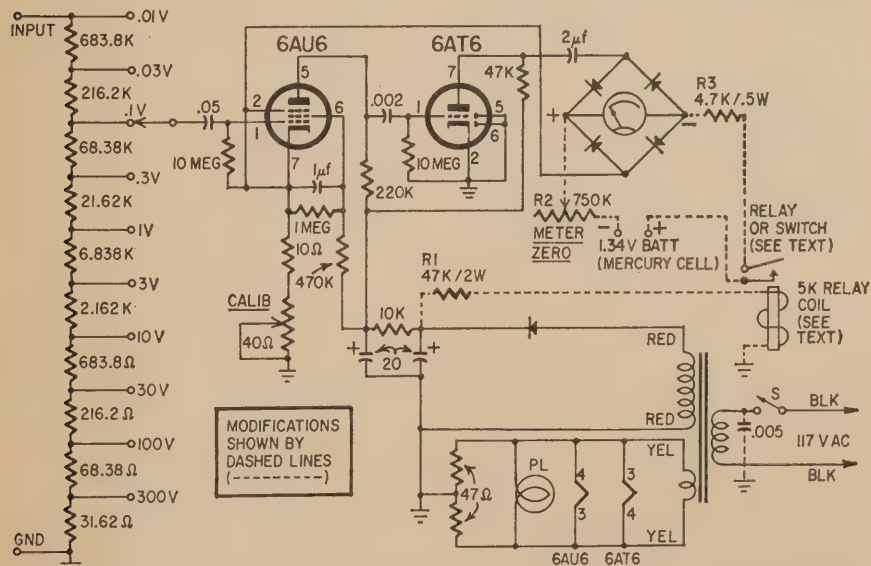 INPUT
.01V
683.8K
.03V
216.2K
.1V
68.38K
.3V
21.62K
1V
6.838K
3V
2.162K
10V
683.8Ω
30V
216.2Ω
100V
68.38Ω
300V
31.62Ω
GND
.05
10 MEG
6AU6
5
2
1
6
7
1μf
1 MEG
10Ω
470K
CALIB
40Ω
220K
.002
6AT6
7
1
5
6
2
10 MEG
47K
2μf
+
−
R3
4.7K/.5W
R2 750K
METER
ZERO
− +
1.34V BATT
(MERCURY CELL)
RELAY
OR SWITCH
(SEE TEXT)
R1
47K/2W
5K RELAY
COIL
(SEE
TEXT)
10K
+ +
20
RED
RED
YEL
YEL
S
BLK
.005
117 V AC
BLK
MODIFICATIONS
SHOWN BY
DASHED LINES
(--------)
47Ω
PL
4
3
6AU6
3
4
6AT6